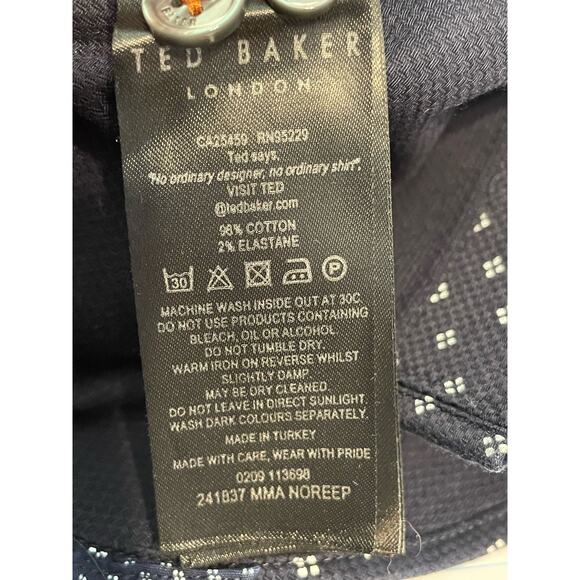 BAKER
TED BAKER
LONDON
CA25459 RN95229
Ted says,
"No ordinary designer, no ordinary shirt".
VISIT TED
@tedbaker.com
98% COTTON
2% ELASTANE
30 P
MACHINE WASH INSIDE OUT AT 30C
DO NOT USE PRODUCTS CONTAINING
BLEACH, OIL OR ALCOHOL
DO NOT TUMBLE DRY.
WARM IRON ON REVERSE WHILST
SLIGHTLY DAMP.
MAY BE DRY CLEANED.
DO NOT LEAVE IN DIRECT SUNLIGHT.
WASH DARK COLOURS SEPARATELY.
MADE IN TURKEY
MADE WITH CARE, WEAR WITH PRIDE
0209 113698
241837 MMA NOREEP